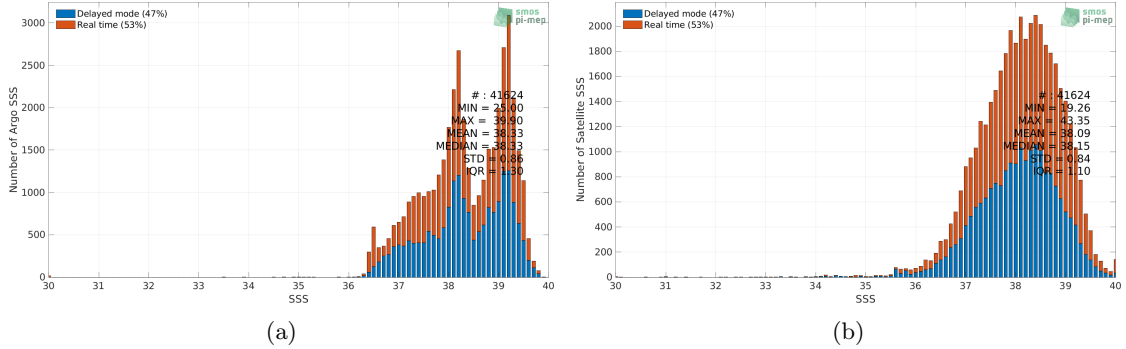 Delayed mode (47%)
Real time (53%)
smos
pi-mep
# : 41624
MIN = 25.00
MAX = 39.90
MEAN = 38.33
MEDIAN = 38.33
STD = 0.86
IQR = 1.30
Number of Argo SSS
3000
2500
2000
1500
1000
500
0
30 31 32 33 34 35 36 37 38 39 40
SSS
(a)
Delayed mode (47%)
Real time (53%)
smos
pi-mep
# : 41624
MIN = 19.26
MAX = 43.35
MEAN = 38.09
MEDIAN = 38.15
STD = 0.84
IQR = 1.10
Number of Satellite SSS
2000
1800
1600
1400
1200
1000
800
600
400
200
0
30 31 32 33 34 35 36 37 38 39 40
SSS
(b)